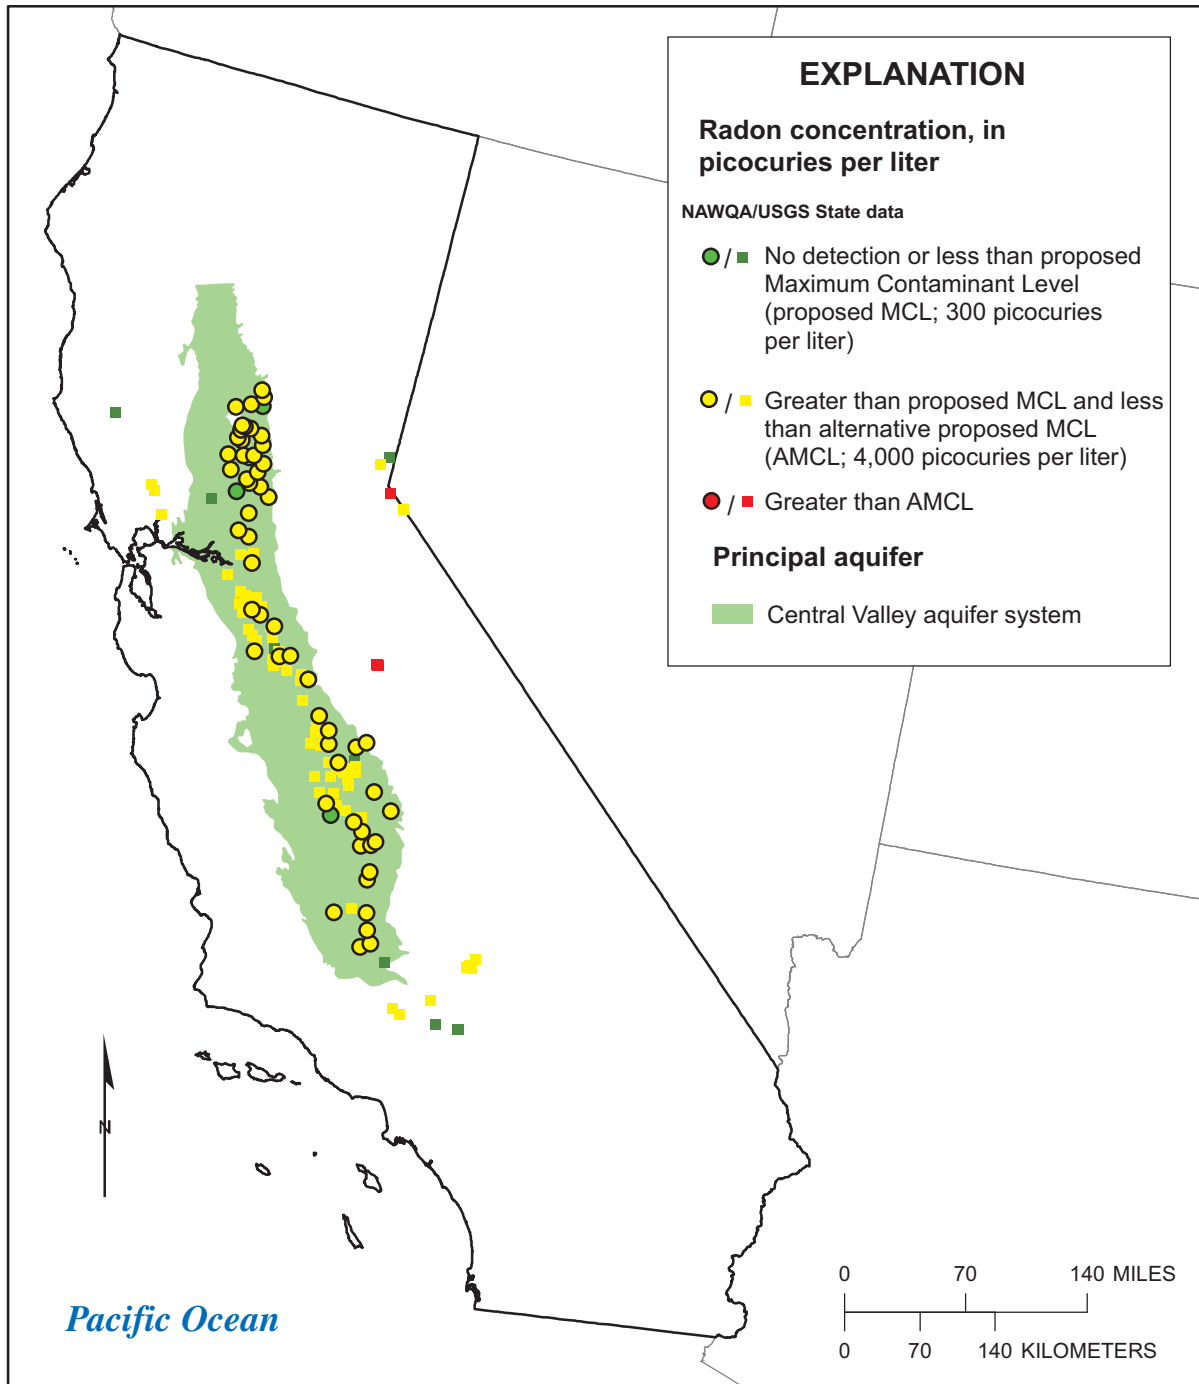 EXPLANATION
Radon concentration, in
picocuries per liter
NAWQA/USGS State data
/ No detection or less than proposed
Maximum Contaminant Level
(proposed MCL; 300 picocuries
per liter)
/ Greater than proposed MCL and less
than alternative proposed MCL
(AMCL; 4,000 picocuries per liter)
/ Greater than AMCL
Principal aquifer
Central Valley aquifer system
N
Pacific Ocean
0 70 140 MILES
0 70 140 KILOMETERS